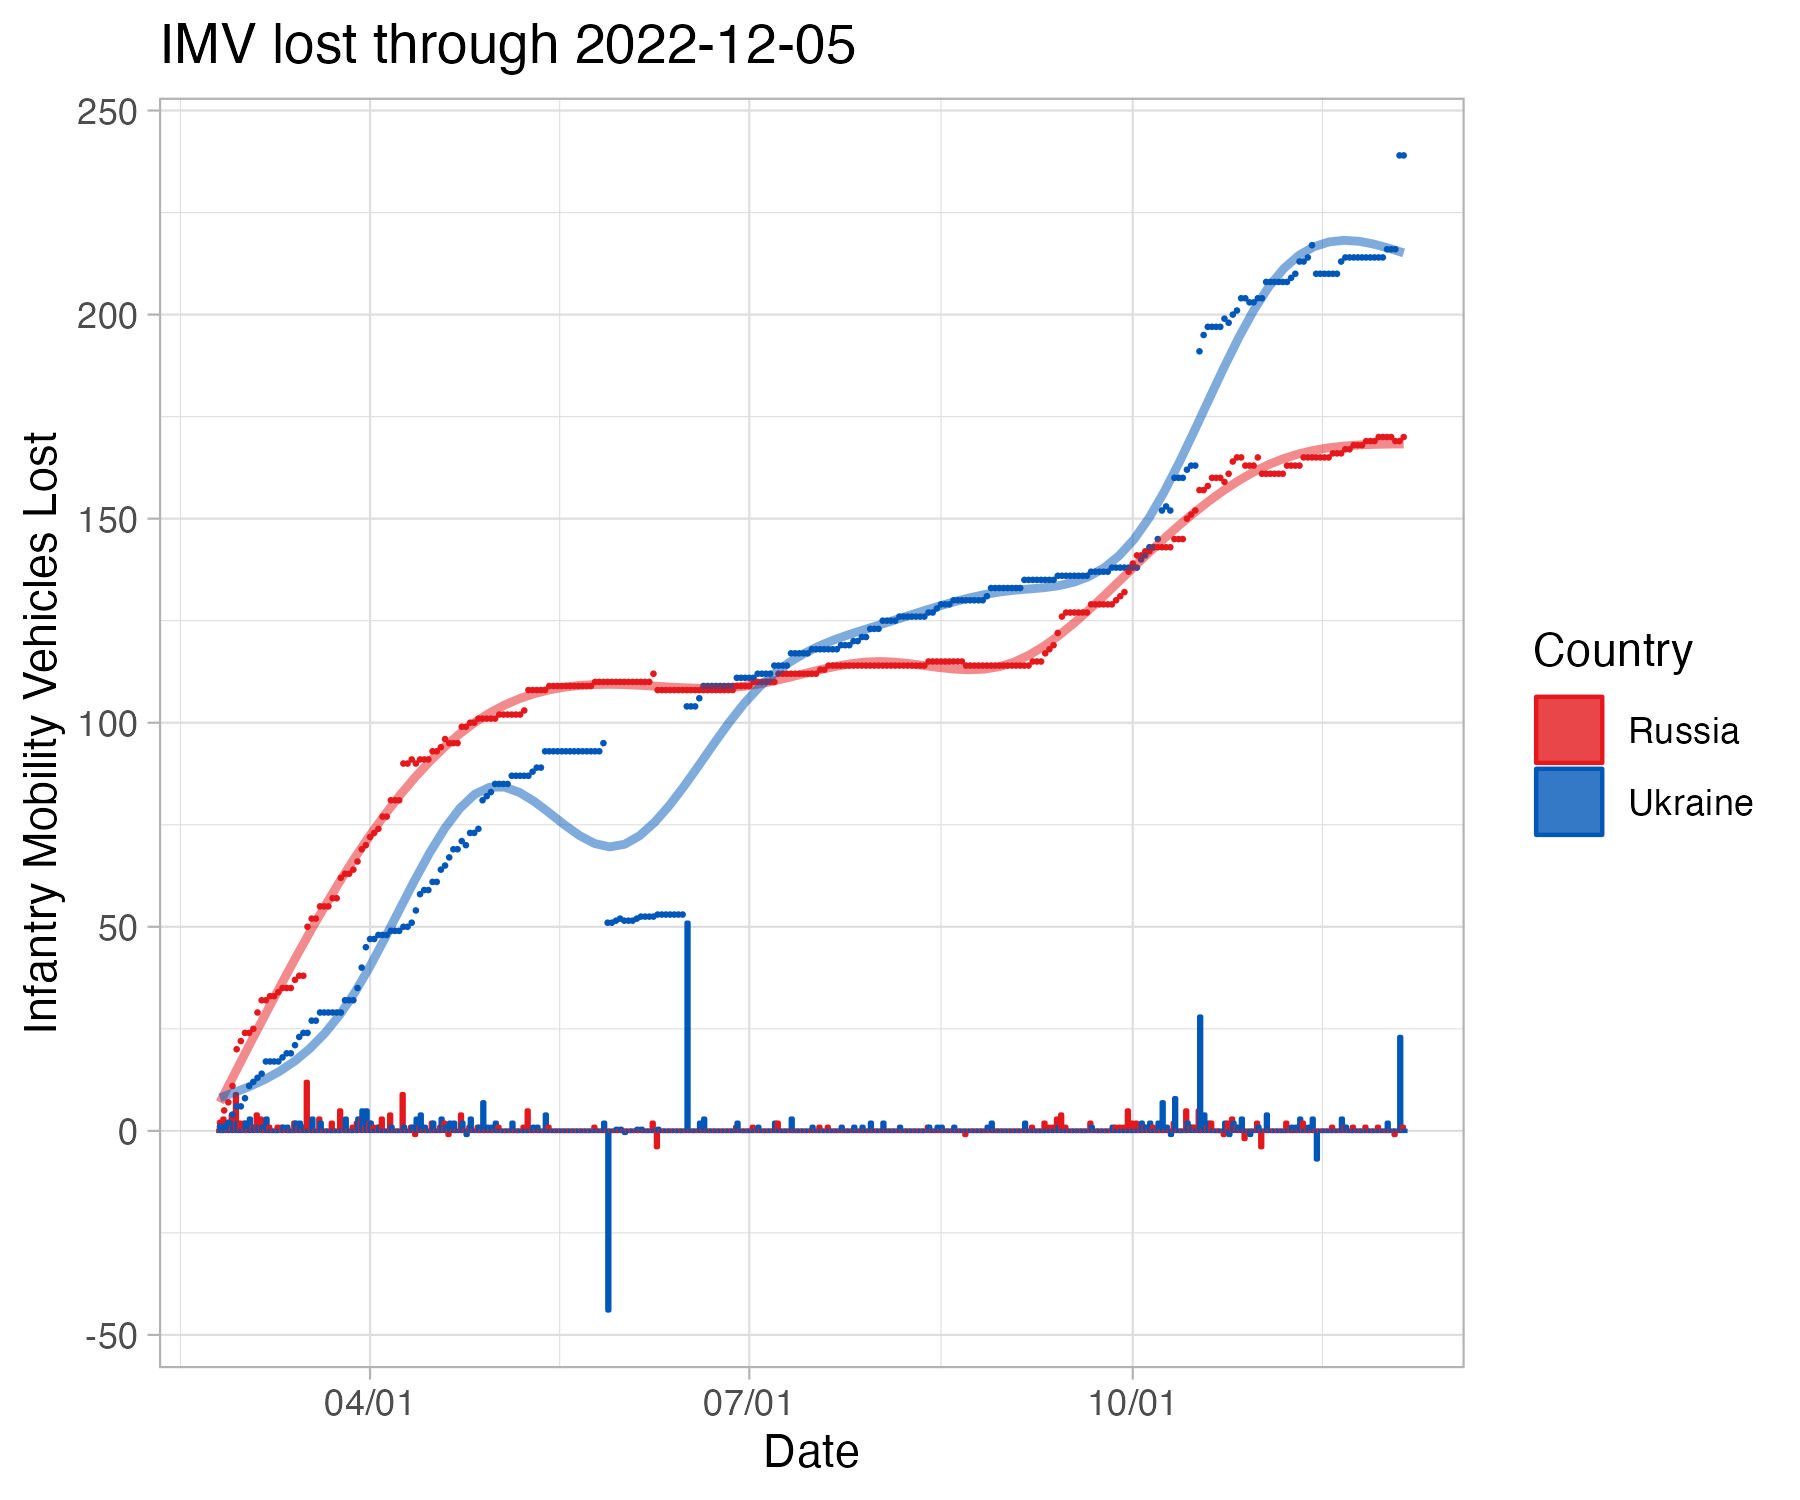 IMV lost through 2022-12-05
Infantry Mobility Vehicles Lost
250
200
150
100
50
0
-50
04/01
07/01
10/01
Date
Country
Russia
Ukraine